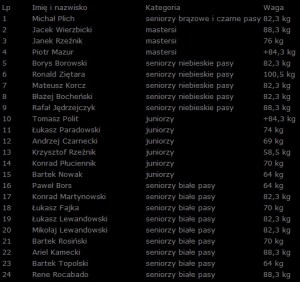 Lp Imię i nazwisko Kategoria Waga
1 Michał Plich seniorzy brązowe i czarne pasy 82,3 kg
2 Jacek Wierzbicki mastersi 88,3 kg
3 Janek Rzeźnik mastersi 76 kg
4 Piotr Mazur mastersi +84,3 kg
5 Borys Borowski seniorzy niebieskie pasy 82,3 kg
6 Ronald Ziętara seniorzy niebieskie pasy 100,5 kg
7 Mateusz Korcz seniorzy niebieskie pasy 82,3 kg
8 Błażej Bocheński seniorzy niebieskie pasy 82,3 kg
9 Rafał Jędrzejczyk seniorzy niebieskie pasy 88,3 kg
10 Tomasz Polit juniorzy +84,3 kg
11 Łukasz Paradowski juniorzy 74 kg
12 Andrzej Czarnecki juniorzy 69 kg
13 Krzysztof Rzeźnik juniorzy 58,5 kg
14 Konrad Płuciennik juniorzy 70 kg
15 Bartek Nowak juniorzy 64 kg
16 Paweł Bors seniorzy białe pasy 64 kg
17 Konrad Martynowski seniorzy białe pasy 82,3 kg
18 Łukasz Fajka seniorzy białe pasy 70 kg
19 Łukasz Lewandowski seniorzy białe pasy 82,3 kg
20 Mikołaj Lewandowski seniorzy białe pasy 82,3 kg
21 Bartek Rosiński seniorzy białe pasy 70 kg
22 Ariel Kamecki seniorzy białe pasy 88,3 kg
23 Bartek Topolski seniorzy białe pasy 64 kg
24 Rene Rocabado seniorzy białe pasy 88,3 kg